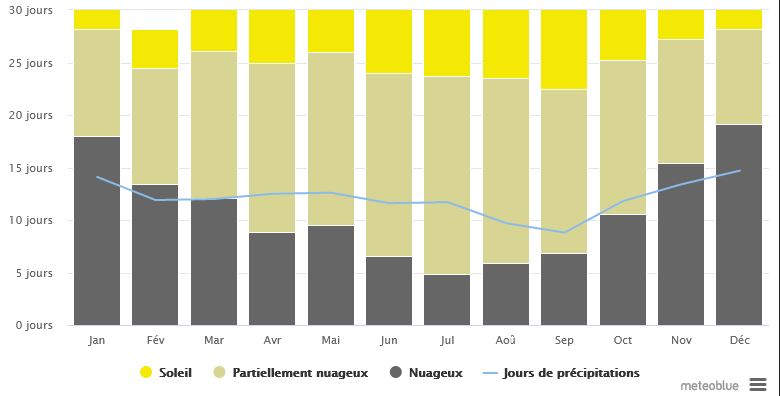 30 jours
25 jours
20 jours
15 jours
10 jours
5 jours
0 jours
Jan Fév Mar Avr Mai Jun Jul Aoû Sep Oct Nov Déc
Soleil Partiellement nuageux Nuageux Jours de précipitations
meteoblue